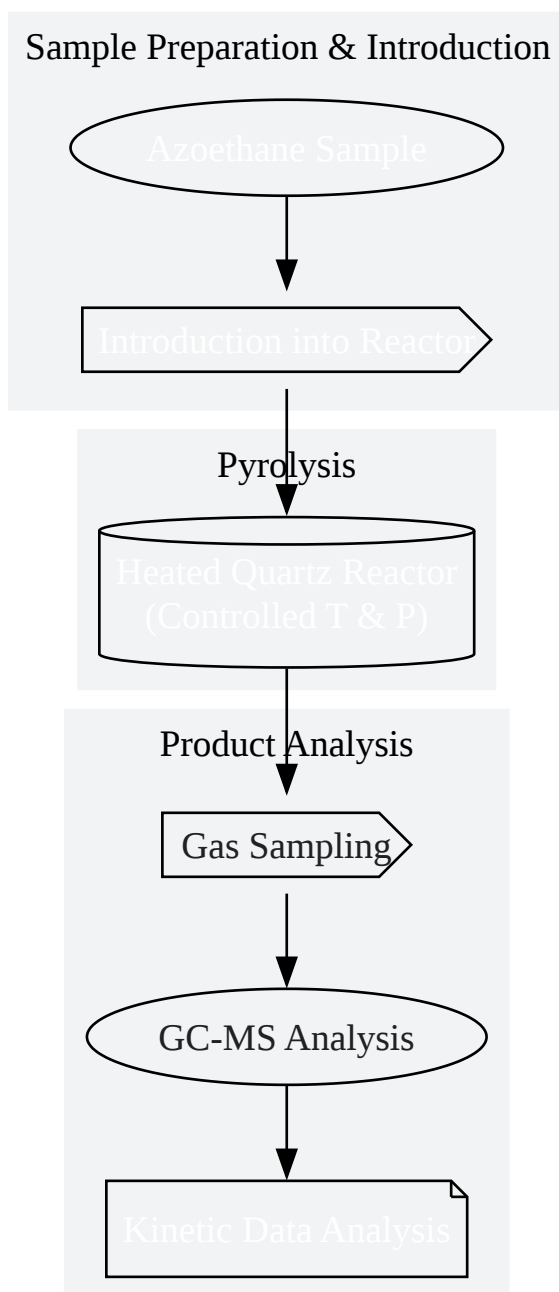 Sample Preparation & Introduction
Azoethane Sample
Introduction into Reactor
Pyrolysis
Heated Quartz Reactor
(Controlled T & P)
Product Analysis
Gas Sampling
GC-MS Analysis
Kinetic Data Analysis